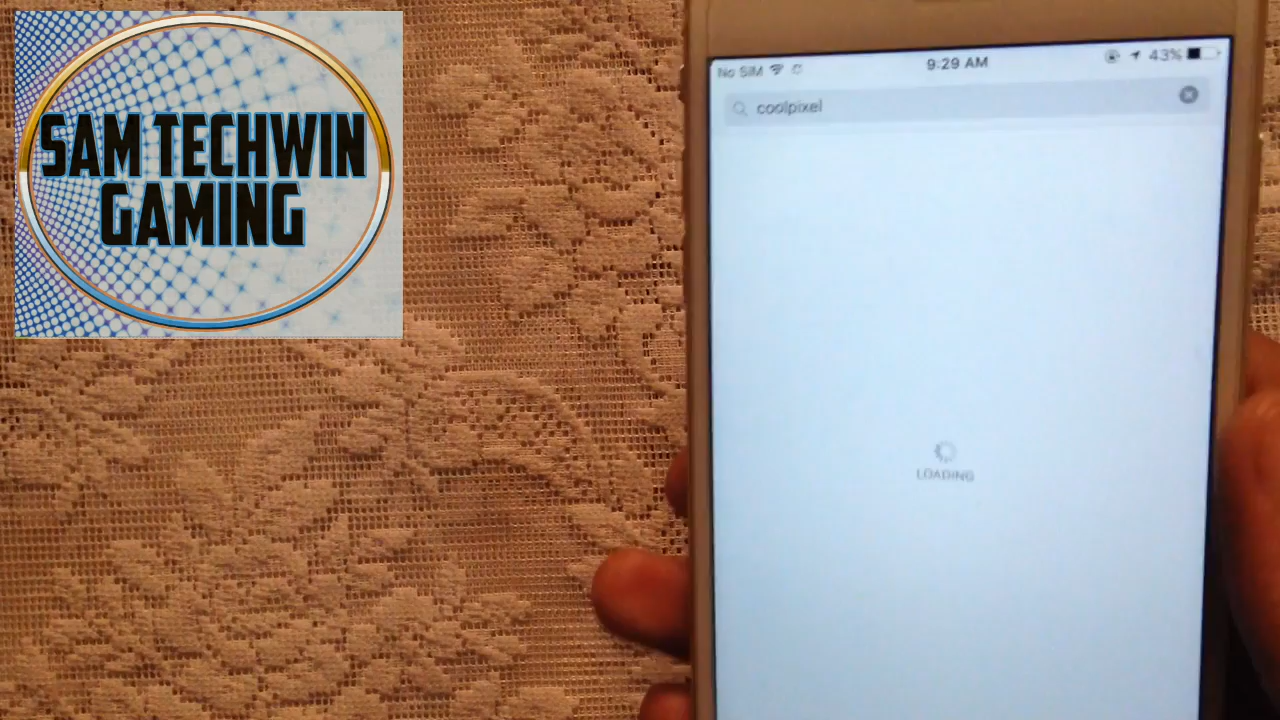 SAM TECHWIN
GAMING
No SIM
9:29 AM
43%
coolpixel
LOADING